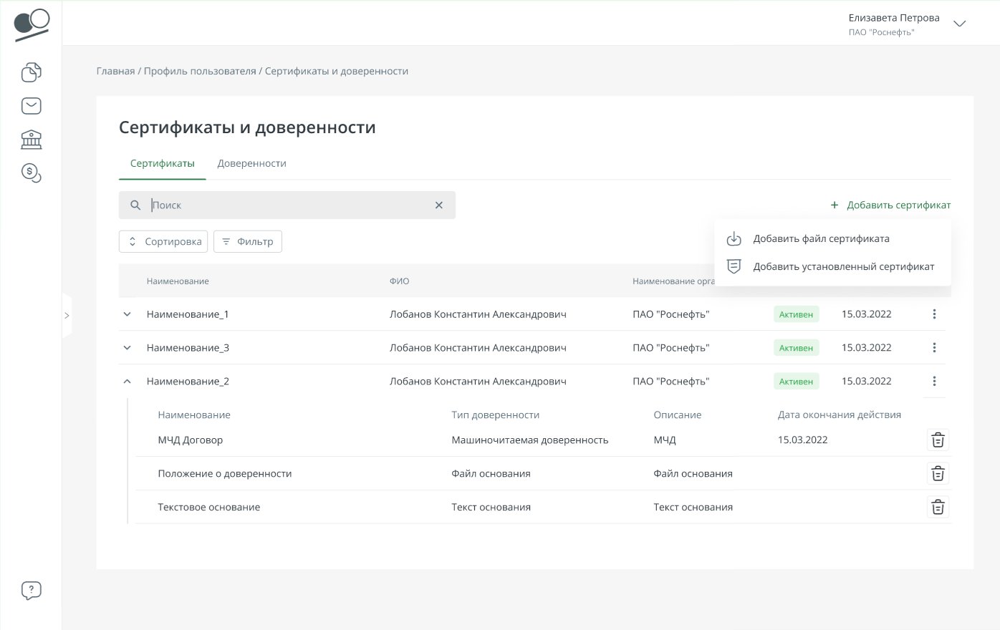 Елизавета Петрова
ПАО "Роснефть"
Главная / Профиль пользователя / Сертификаты и доверенности
Сертификаты и доверенности
Сертификаты Доверенности
Поиск
+ Добавить сертификат
Сортировка Фильтр
Добавить файл сертификата
Добавить установленный сертификат
Наименование ФИО Наименование орга
Наименование_1 Лобанов Константин Александрович ПАО "Роснефть" Активен 15.03.2022
Наименование_3 Лобанов Константин Александрович ПАО "Роснефть" Активен 15.03.2022
Наименование_2 Лобанов Константин Александрович ПАО "Роснефть" Активен 15.03.2022
Наименование Тип доверенности Описание Дата окончания действия
МЧД Договор Машиночитаемая доверенность МЧД 15.03.2022
Положение о доверенности Файл основания Файл основания
Текстовое основание Текст основания Текст основания